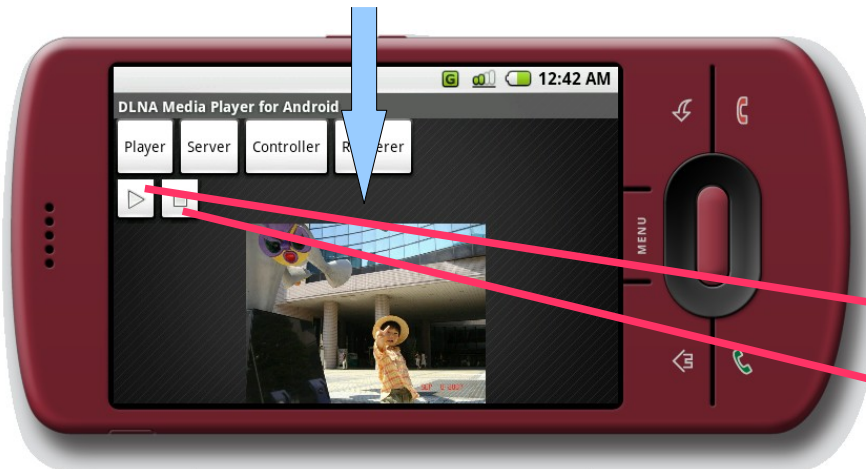 G 12:42 AM
DLNA Media Player for Android
Player Server Controller
MENU